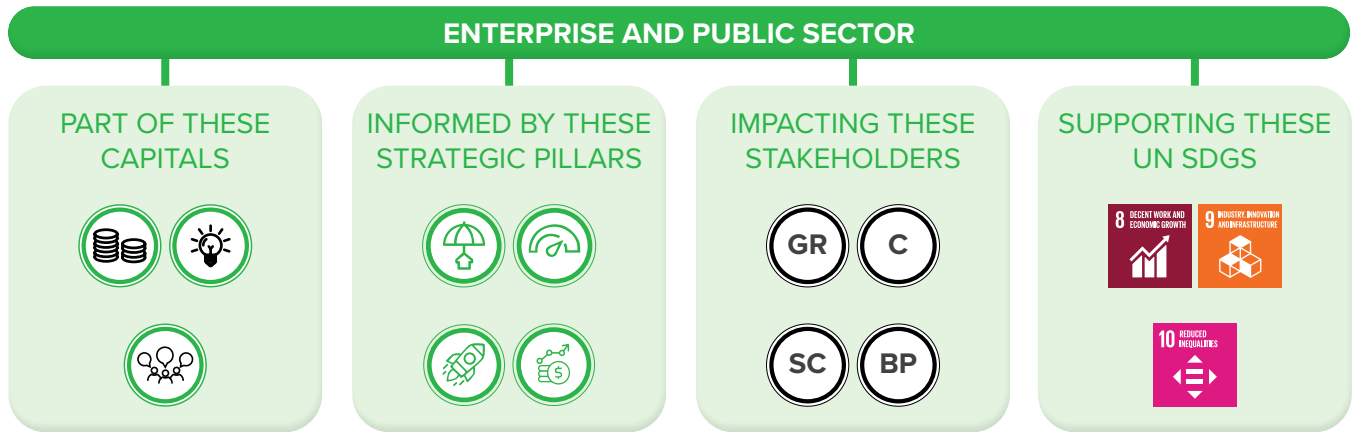 ENTERPRISE AND PUBLIC SECTOR
PART OF THESE
CAPITALS
INFORMED BY THESE
STRATEGIC PILLARS
$
IMPACTING THESE
STAKEHOLDERS
GR
C
SC
BP
SUPPORTING THESE
UN SDGS
8 DECENT WORK AND
ECONOMIC GROWTH
9 INDUSTRY, INNOVATION
AND INFRASTRUCTURE
10 REDUCED
INEQUALITIES